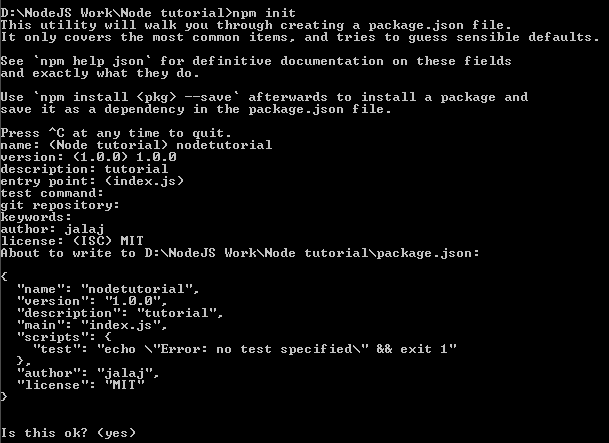 D:\NodeJS Work\Node tutorial>npm init
This utility will walk you through creating a package.json file.
It only covers the most common items, and tries to guess sensible defaults.
See `npm help json` for definitive documentation on these fields
and exactly what they do.
Use `npm install <pkg> --save` afterwards to install a package and
save it as a dependency in the package.json file.
Press ^C at any time to quit.
name: (Node tutorial) nodetutorial
version: (1.0.0) 1.0.0
description: tutorial
entry point: (index.js)
test command:
git repository:
keywords:
author: jalaj
license: (ISC) MIT
About to write to D:\NodeJS Work\Node tutorial\package.json:
{
  "name": "nodetutorial",
  "version": "1.0.0",
  "description": "tutorial",
  "main": "index.js",
  "scripts": {
    "test": "echo \"Error: no test specified\" && exit 1"
  },
  "author": "jalaj",
  "license": "MIT"
}
Is this ok? (yes)